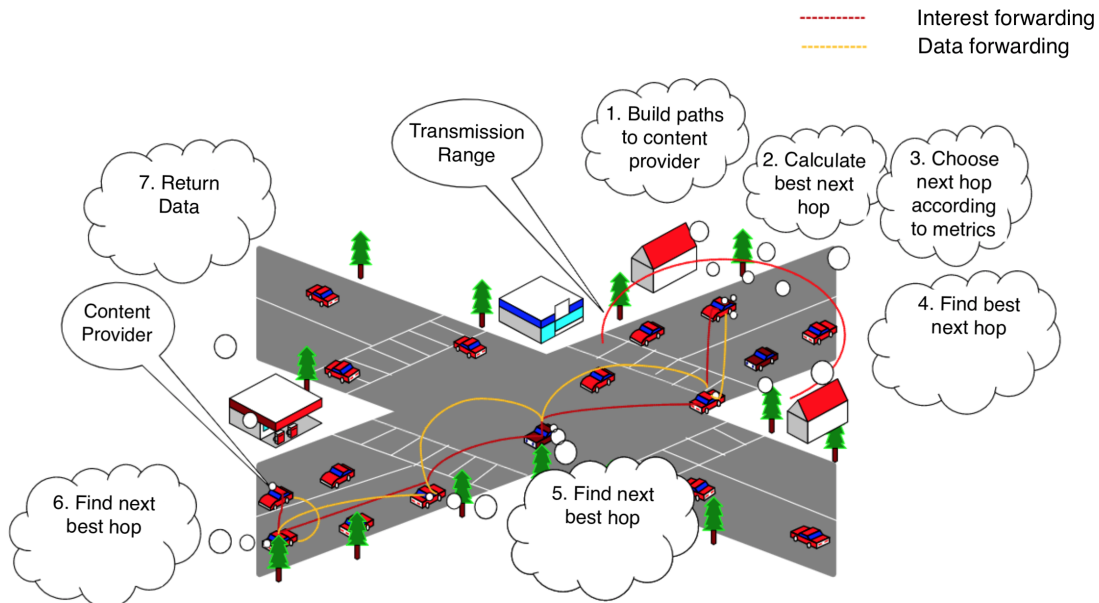 Interest forwarding
Data forwarding
1. Build paths
to content
provider
Transmission
Range
2. Calculate
best next
hop
3. Choose
next hop
according
to metrics
7. Return
Data
4. Find best
next hop
Content
Provider
5. Find next
best hop
6. Find next
best hop